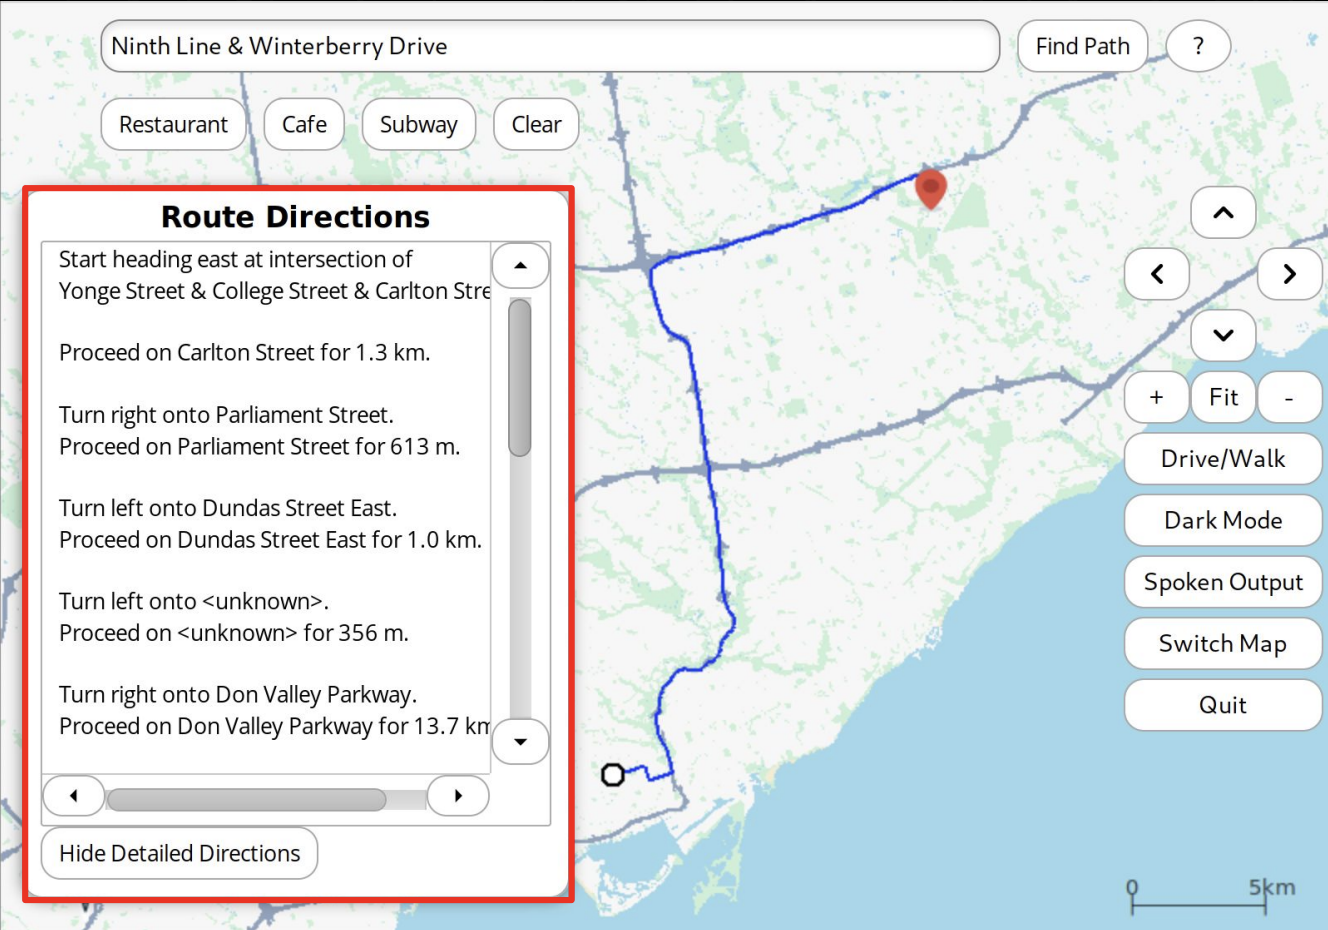 Ninth Line & Winterberry Drive
Find Path
?
Restaurant
Cafe
Subway
Clear
Route Directions
Start heading east at intersection of
Yonge Street & College Street & Carlton Stre
Proceed on Carlton Street for 1.3 km.
Turn right onto Parliament Street.
Proceed on Parliament Street for 613 m.
Turn left onto Dundas Street East.
Proceed on Dundas Street East for 1.0 km.
Turn left onto <unknown>.
Proceed on <unknown> for 356 m.
Turn right onto Don Valley Parkway.
Proceed on Don Valley Parkway for 13.7 km
Hide Detailed Directions
+
Fit
-
Drive/Walk
Dark Mode
Spoken Output
Switch Map
Quit
0 5km